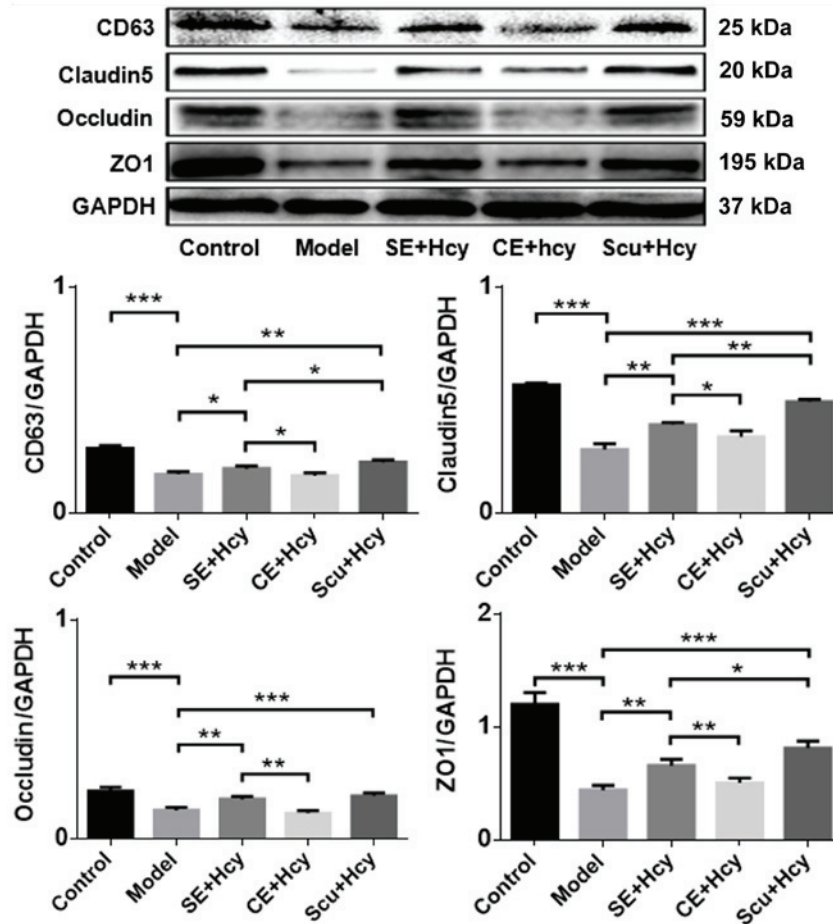 CD63 25 kDa
Claudin5 20 kDa
Occludin 59 kDa
ZO1 195 kDa
GAPDH 37 kDa
Control Model SE+Hcy CE+hcy Scu+Hcy
CD63/GAPDH
1
0
***
**
*
*
*
Control
Model
SE+Hcy
CE+Hcy
Scu+Hcy
Claudin5/GAPDH
1
0
***
***
**
**
*
Control
Model
SE+Hcy
CE+Hcy
Scu+Hcy
Occludin/GAPDH
1
0
***
***
**
**
Control
Model
SE+Hcy
CE+Hcy
Scu+Hcy
ZO1/GAPDH
2
1
0
***
***
*
**
**
Control
Model
SE+Hcy
CE+Hcy
Scu+Hcy